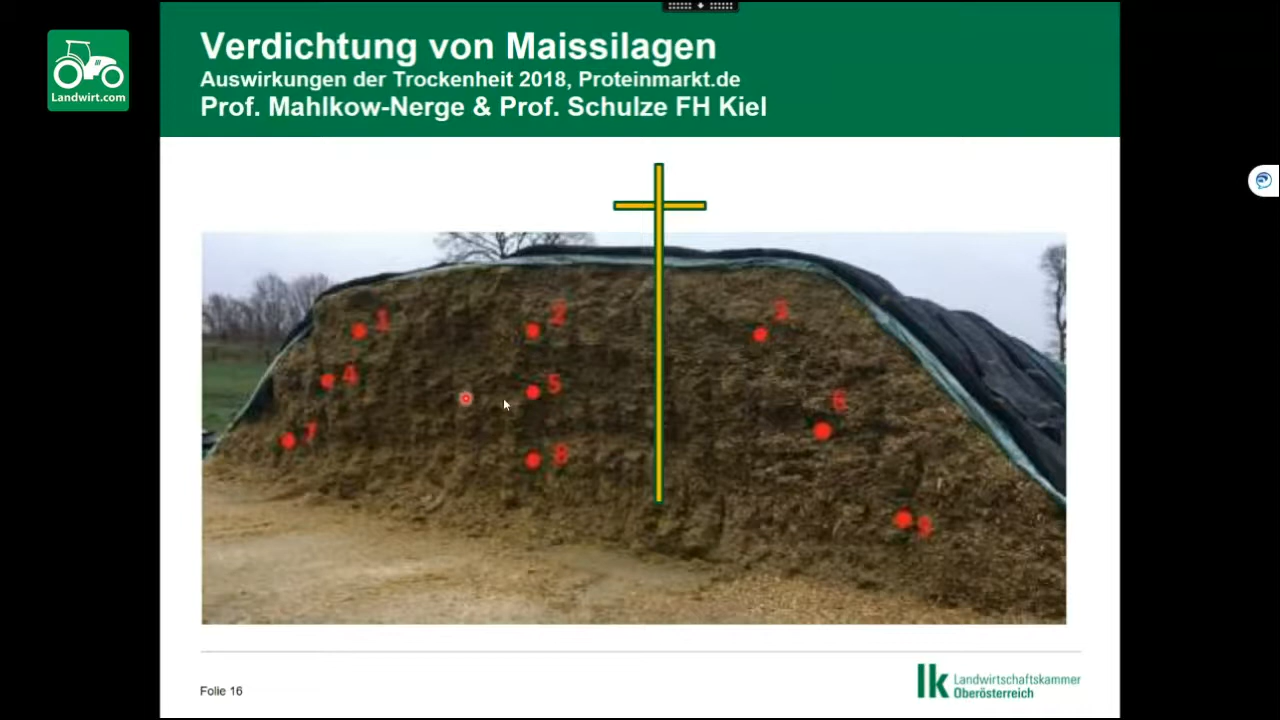 Landwirt.com
Verdichtung von Maissilagen
Auswirkungen der Trockenheit 2018, Proteinmarkt.de
Prof. Mahlkow-Nerge & Prof. Schulze FH Kiel
1
2
3
4
5
6
7
8
9
Folie 16
lk Landwirtschaftskammer
Oberösterreich